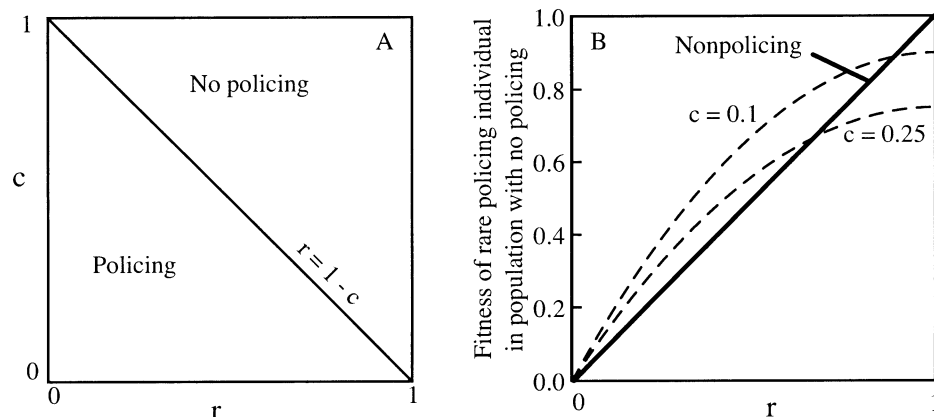 1
A
No policing
c
Policing
r = 1 - c
0
0
1
r
Fitness of rare policing individual
in population with no policing
1.0
0.8
0.6
0.4
0.2
0.0
B
Nonpolicing
c = 0.1
c = 0.25
0
r
1